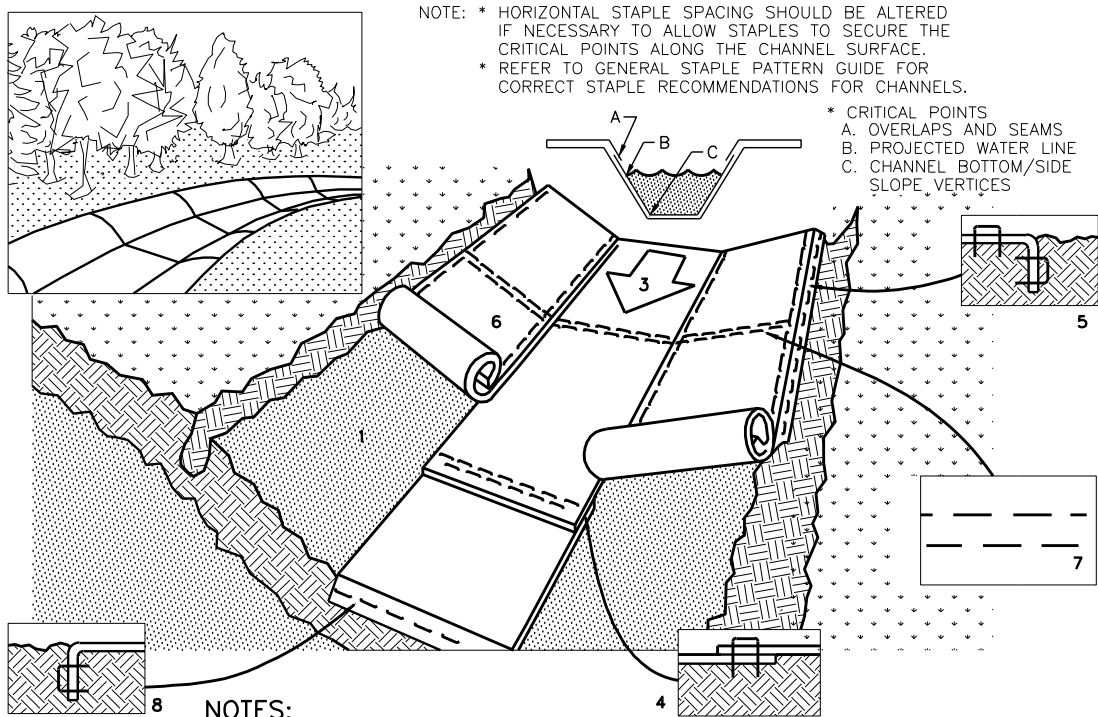 NOTE: * HORIZONTAL STAPLE SPACING SHOULD BE ALTERED
IF NECESSARY TO ALLOW STAPLES TO SECURE THE
CRITICAL POINTS ALONG THE CHANNEL SURFACE.
* REFER TO GENERAL STAPLE PATTERN GUIDE FOR
CORRECT STAPLE RECOMMENDATIONS FOR CHANNELS.
* CRITICAL POINTS
A. OVERLAPS AND SEAMS
B. PROJECTED WATER LINE
C. CHANNEL BOTTOM/SIDE
SLOPE VERTICES
A
B
C
3
5
6
1
7
8
4
NOTES: